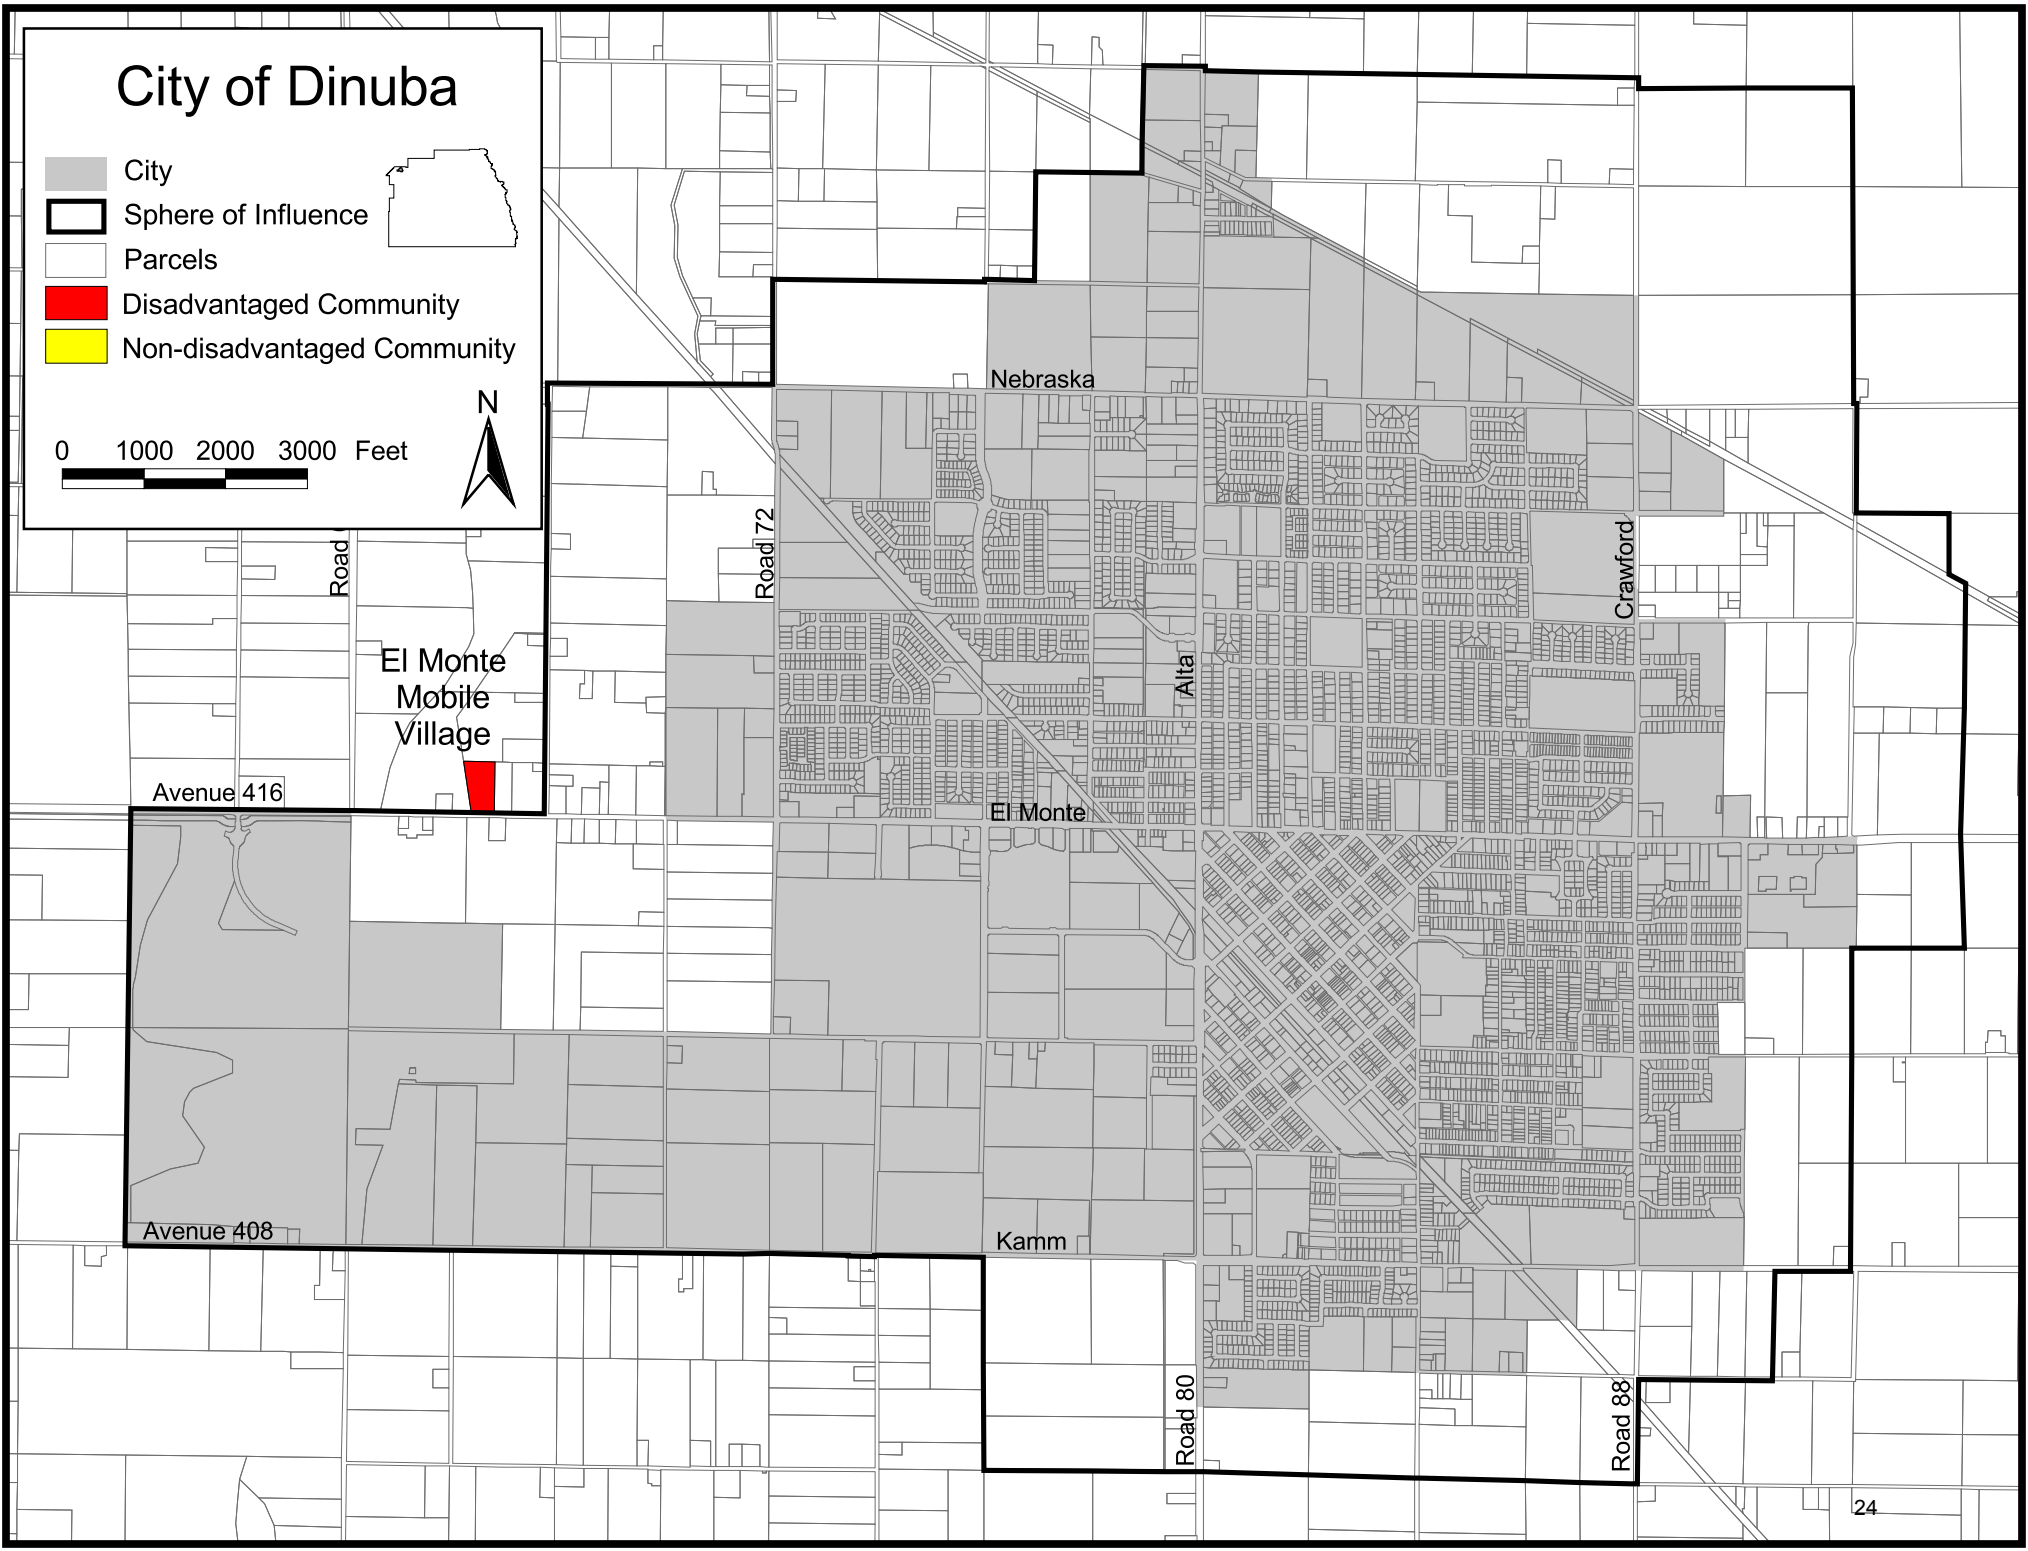 City of Dinuba
City
Sphere of Influence
Parcels
Disadvantaged Community
Non-disadvantaged Community
N
0 1000 2000 3000 Feet
Nebraska
Road
Road 72
Crawford
El Monte
Mobile
Village
Alta
Avenue 416
El Monte
Avenue 408
Kamm
Road 80
Road 88
24